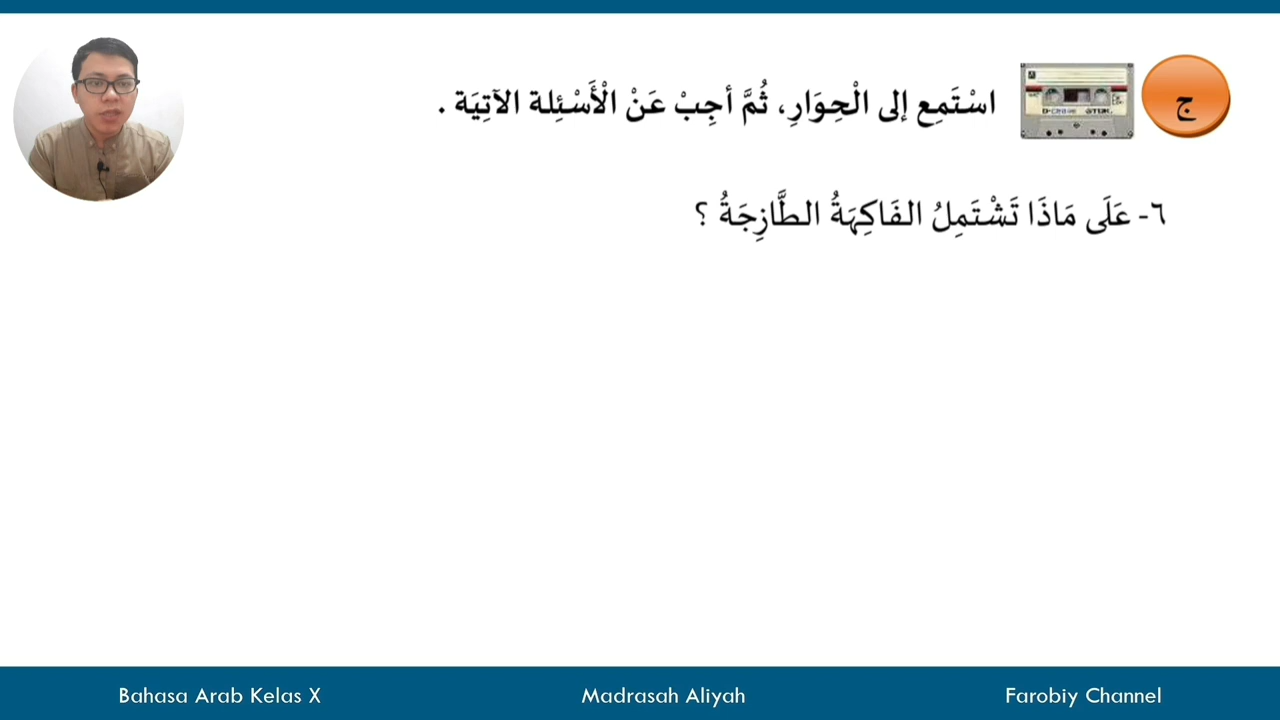 ج
اسْتَمِع إلى الْحِوَارِ، ثُمَّ أجِبْ عَنْ الْأَسْئِلة الآتِيَة .
٦- عَلَى مَاذَا تَشْتَمِلُ الفَاكِهَةُ الطَّازِجَةُ ؟
Bahasa Arab Kelas X
Madrasah Aliyah
Farobiy Channel